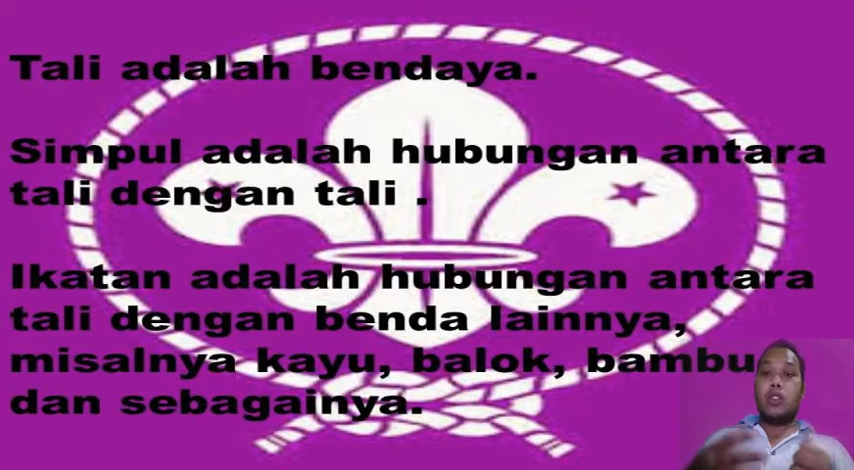 Tali adalah bendaya.
Simpul adalah hubungan antara
tali dengan tali .
Ikatan adalah hubungan antara
tali dengan benda lainnya,
misalnya kayu, balok, bambu
dan sebagainya.